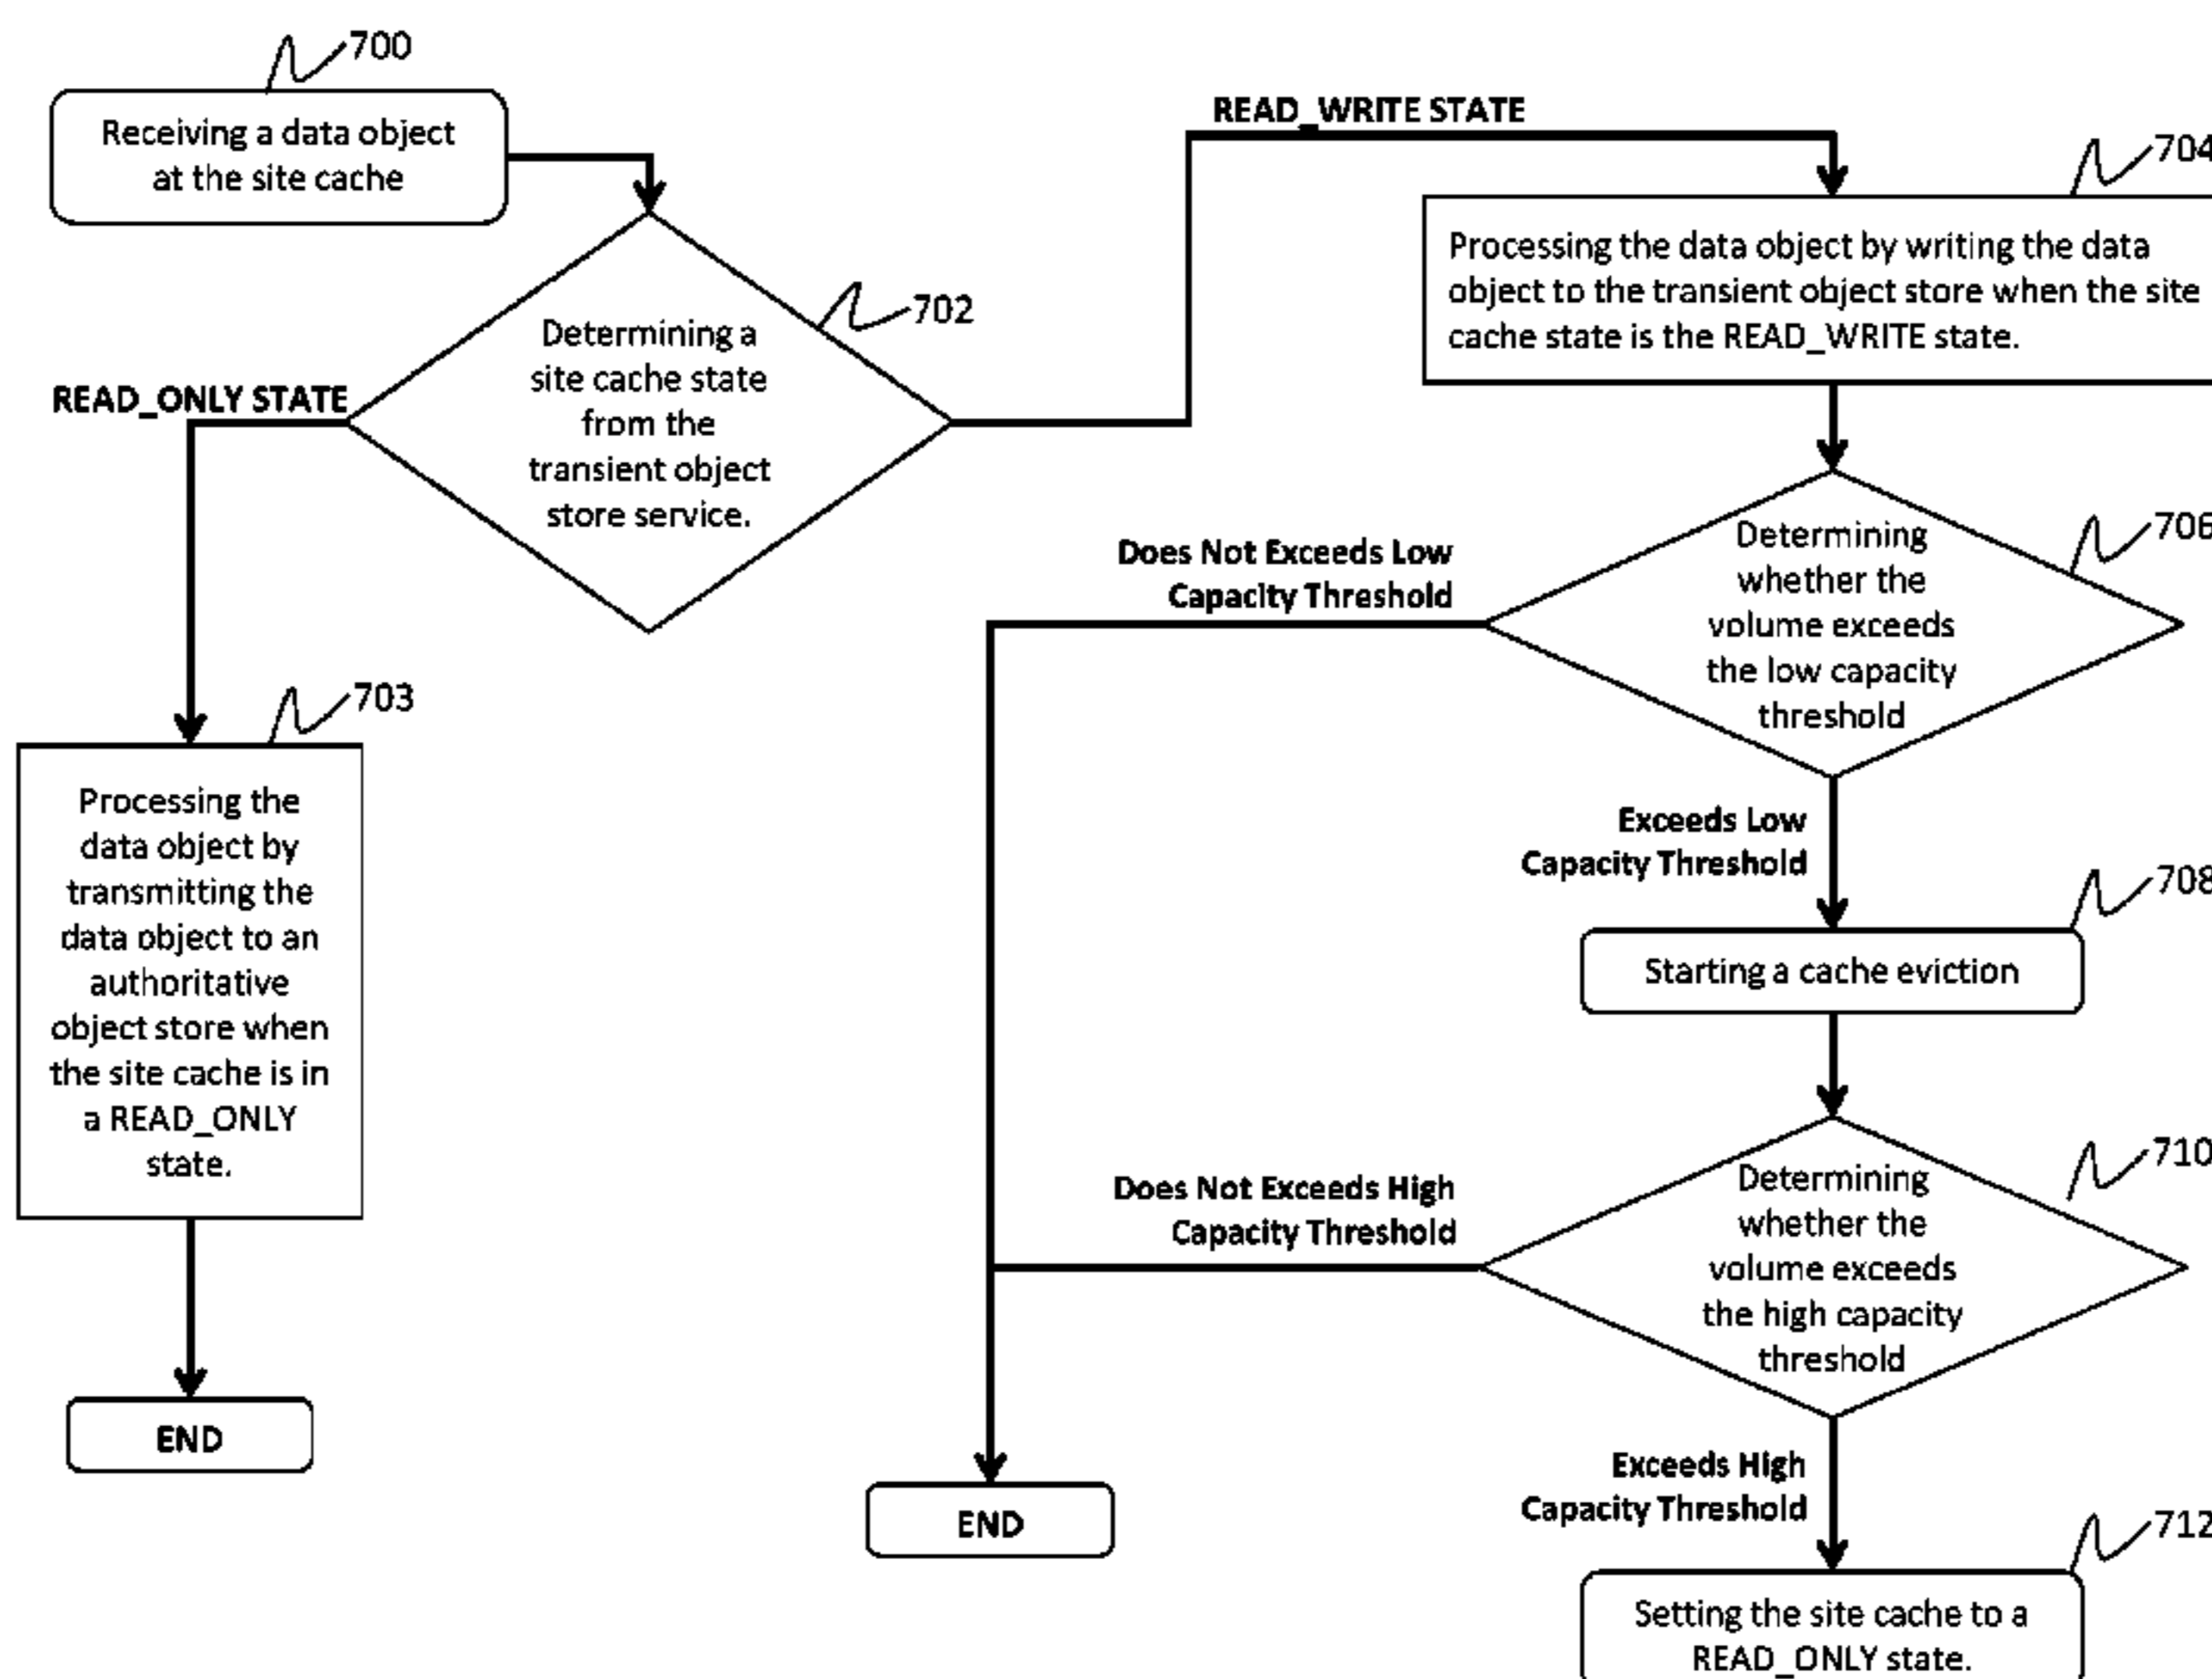 700
Receiving a data object
at the site cache
702
Determining a
site cache state
from the
transient object
store service.
READ_ONLY STATE
703
Processing the
data object by
transmitting the
data object to an
authoritative
object store when
the site cache is in
a READ_ONLY
state.
END
READ_WRITE STATE
704
Processing the data object by writing the data
object to the transient object store when the site
cache state is the READ_WRITE state.
706
Determining
whether the
volume exceeds
the low capacity
threshold
Does Not Exceeds Low
Capacity Threshold
Exceeds Low
Capacity Threshold
708
Starting a cache eviction
710
Determining
whether the
volume exceeds
the high capacity
threshold
Does Not Exceeds High
Capacity Threshold
END
Exceeds High
Capacity Threshold
712
Setting the site cache to a
READ_ONLY state.